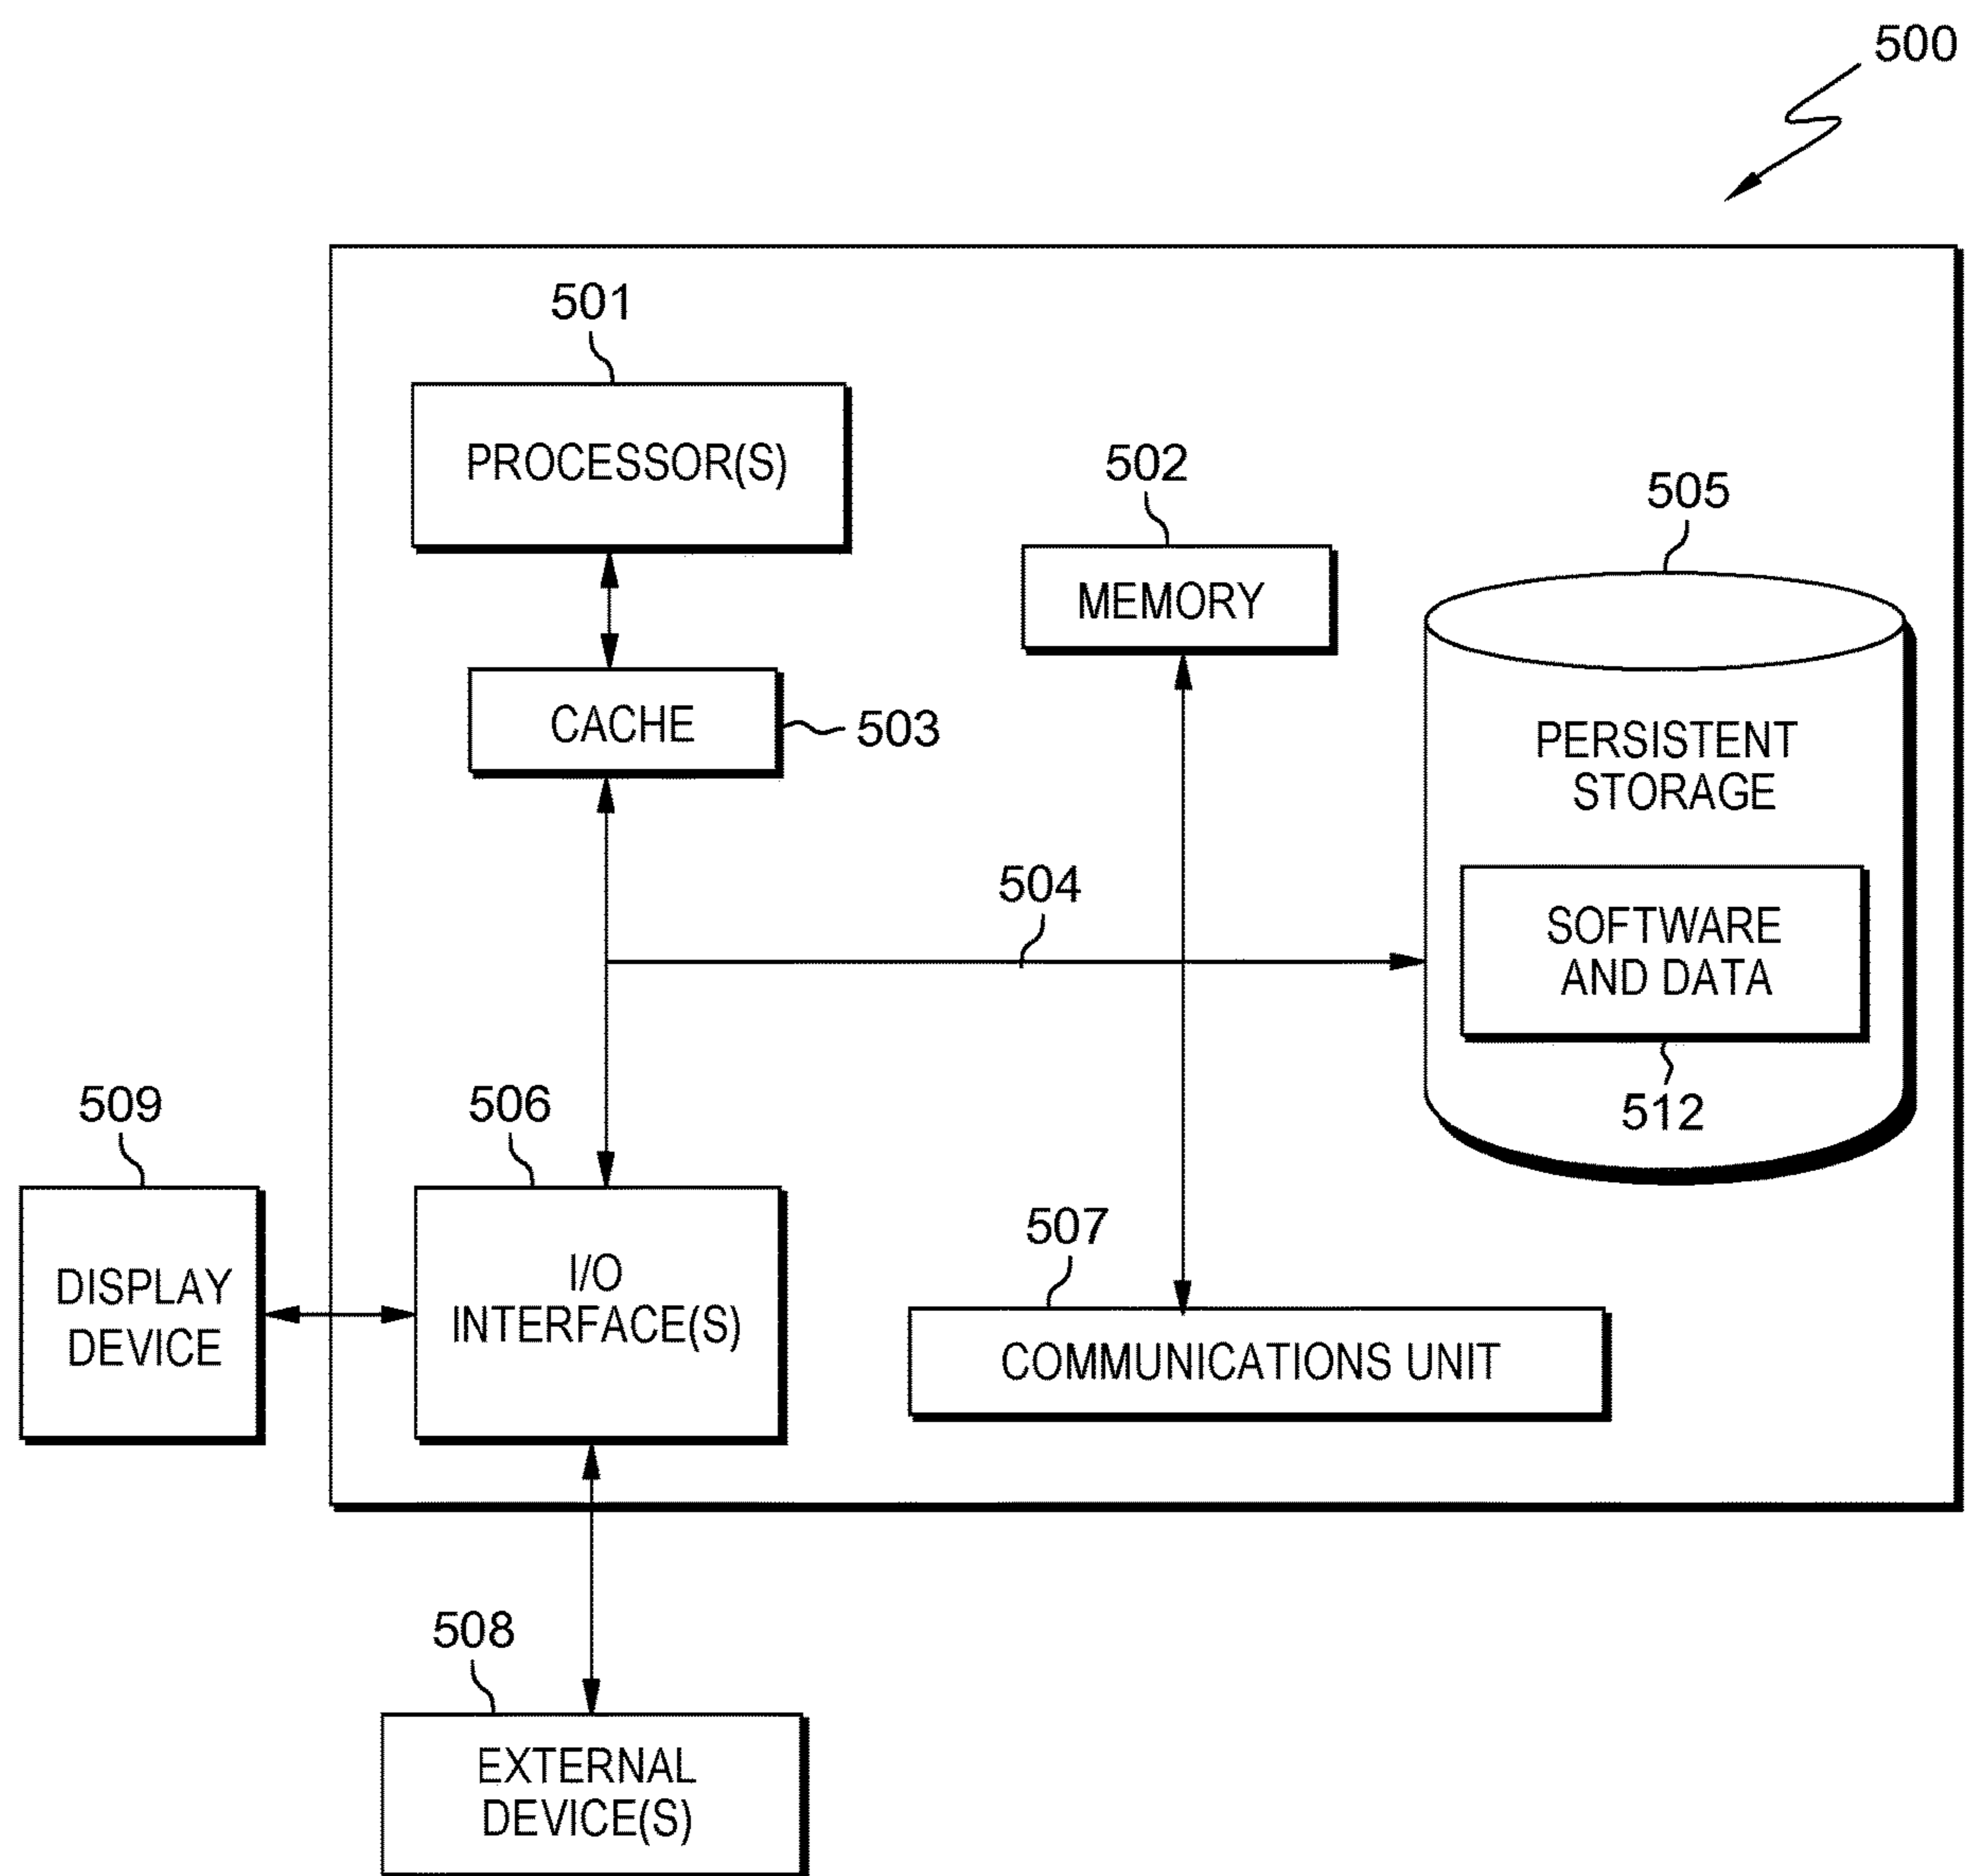 500
501
PROCESSOR(S)
502
MEMORY
505
CACHE
503
PERSISTENT
STORAGE
504
SOFTWARE
AND DATA
512
509
506
DISPLAY
DEVICE
I/O
INTERFACE(S)
507
COMMUNICATIONS UNIT
508
EXTERNAL
DEVICE(S)